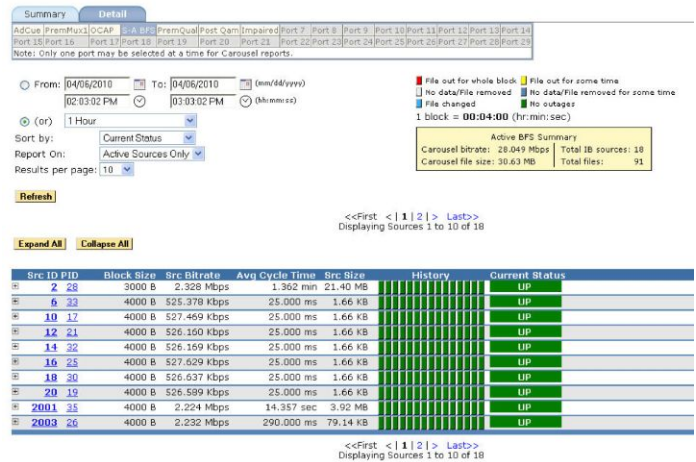 Summary Detail
AdCue PremMux1 OCAP S-A BFS PremQual Post Qam Impaired Port 7 Port 8 Port 9 Port 10 Port 11 Port 12 Port 13 Port 14
Port 15 Port 16 Port 17 Port 18 Port 19 Port 20 Port 21 Port 22 Port 23 Port 24 Port 25 Port 26 Port 27 Port 28 Port 29
Note: Only one port may be selected at a time for Carousel reports.
From: 04/06/2010 To: 04/06/2010 (mm/dd/yyyy)
02:03:02 PM 03:03:02 PM (hh:mm:ss)
(or) 1 Hour
Sort by: Current Status
Report On: Active Sources Only
Results per page: 10
Refresh
File out for whole block File out for some time
No data/File removed No data/File removed for some time
File changed No outages
1 block = 00:04:00 (hr:min:sec)
Active BFS Summary
Carousel bitrate: 28.049 Mbps Total IB sources: 18
Carousel file size: 30.63 MB Total files: 91
<<First < | 1 | 2 | > Last>>
Displaying Sources 1 to 10 of 18
Expand All Collapse All
Src ID PID Block Size Src Bitrate Avg Cycle Time Src Size History Current Status
2 28 3000 B 2.328 Mbps 1.362 min 21.40 MB UP
6 33 4000 B 525.378 Kbps 25.000 ms 1.66 KB UP
10 17 4000 B 527.469 Kbps 25.000 ms 1.66 KB UP
12 21 4000 B 526.160 Kbps 25.000 ms 1.66 KB UP
14 32 4000 B 526.169 Kbps 25.000 ms 1.66 KB UP
16 25 4000 B 527.629 Kbps 25.000 ms 1.66 KB UP
18 30 4000 B 526.637 Kbps 25.000 ms 1.66 KB UP
20 19 4000 B 526.589 Kbps 25.000 ms 1.66 KB UP
2001 35 4000 B 2.224 Mbps 14.357 sec 3.92 MB UP
2003 26 4000 B 2.232 Mbps 290.000 ms 79.14 KB UP
<<First < | 1 | 2 | > Last>>
Displaying Sources 1 to 10 of 18